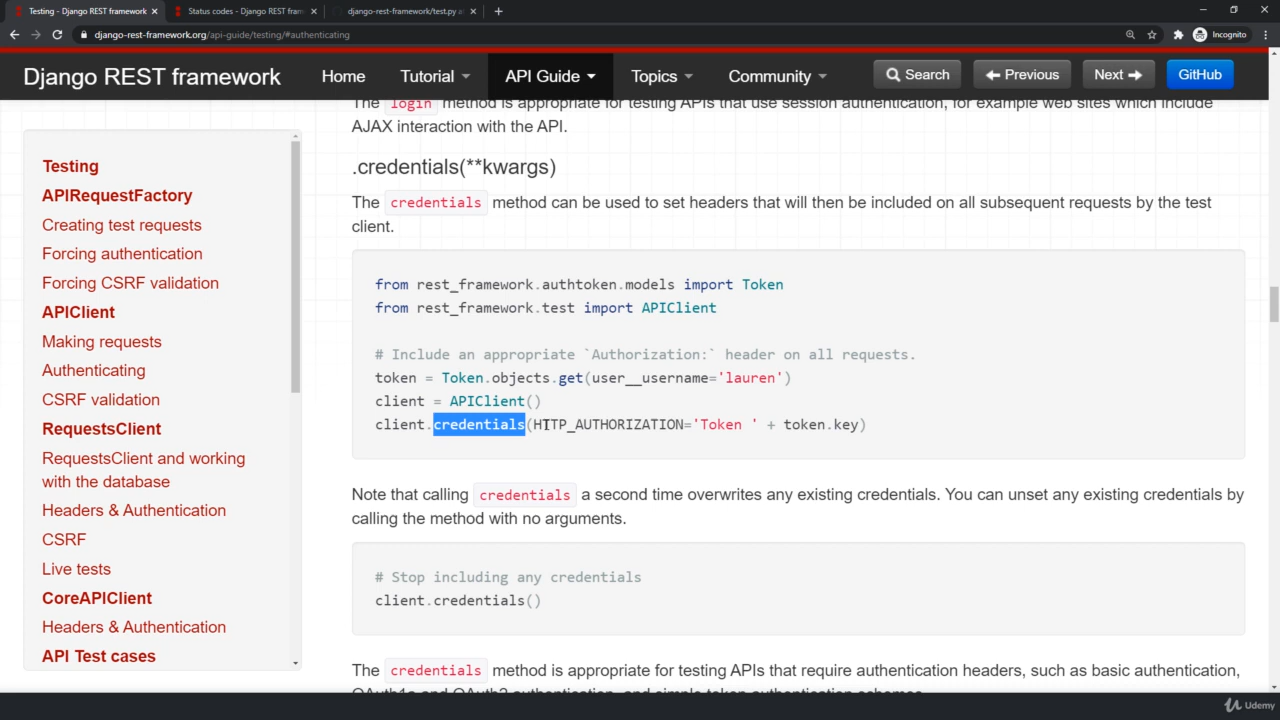 Testing - Django REST framework
Status codes - Django REST fram
django-rest-framework/test.py a
django-rest-framework.org/api-guide/testing/#authenticating
Incognito
Django REST framework
Home
Tutorial
API Guide
Topics
Community
Search
Previous
Next
GitHub
The login method is appropriate for testing APIs that use session authentication, for example web sites which include
AJAX interaction with the API.
Testing
APIRequestFactory
Creating test requests
Forcing authentication
Forcing CSRF validation
APIClient
Making requests
Authenticating
CSRF validation
RequestsClient
RequestsClient and working
with the database
Headers & Authentication
CSRF
Live tests
CoreAPIClient
Headers & Authentication
API Test cases
.credentials(**kwargs)
The credentials method can be used to set headers that will then be included on all subsequent requests by the test
client.
from rest_framework.authtoken.models import Token
from rest_framework.test import APIClient
# Include an appropriate `Authorization:` header on all requests.
token = Token.objects.get(user__username='lauren')
client = APIClient()
client.credentials(HTTP_AUTHORIZATION='Token ' + token.key)
Note that calling credentials a second time overwrites any existing credentials. You can unset any existing credentials by
calling the method with no arguments.
# Stop including any credentials
client.credentials()
The credentials method is appropriate for testing APIs that require authentication headers, such as basic authentication,
OAuth1a and OAuth2 authentication, and simple token authentication schemes.
Udemy